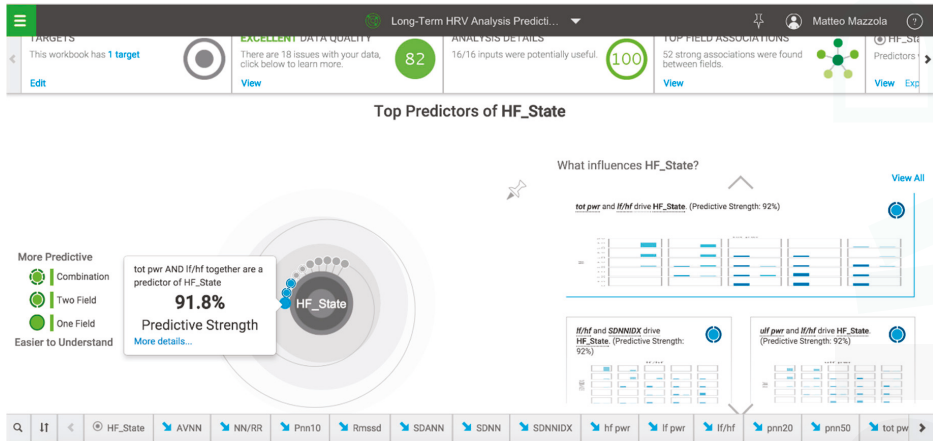 Long-Term HRV Analysis Predicti...
Matteo Mazzola
?
TARGETS
This workbook has 1 target
Edit
EXCELLENT DATA QUALITY
There are 18 issues with your data,
click below to learn more.
View
82
ANALYSIS DETAILS
16/16 inputs were potentially useful.
100
TOP FIELD ASSOCIATIONS
52 strong associations were found
between fields.
View
HF_Sta
Predictors
View Exp
Top Predictors of HF_State
What influences HF_State?
View All
tot pwr and lf/hf drive HF_State. (Predictive Strength: 92%)
More Predictive
Combination
Two Field
One Field
Easier to Understand
tot pwr AND lf/hf together are a
predictor of HF_State
91.8%
Predictive Strength
More details...
HF_State
lf/hf and SDNNIDX drive
HF_State. (Predictive Strength:
92%)
ulf pwr and lf/hf drive HF_State.
(Predictive Strength: 92%)
HF_State AVNN NN/RR Pnn10 Rmssd SDANN SDNN SDNNIDX hf pwr lf pwr lf/hf pnn20 pnn50 tot pw